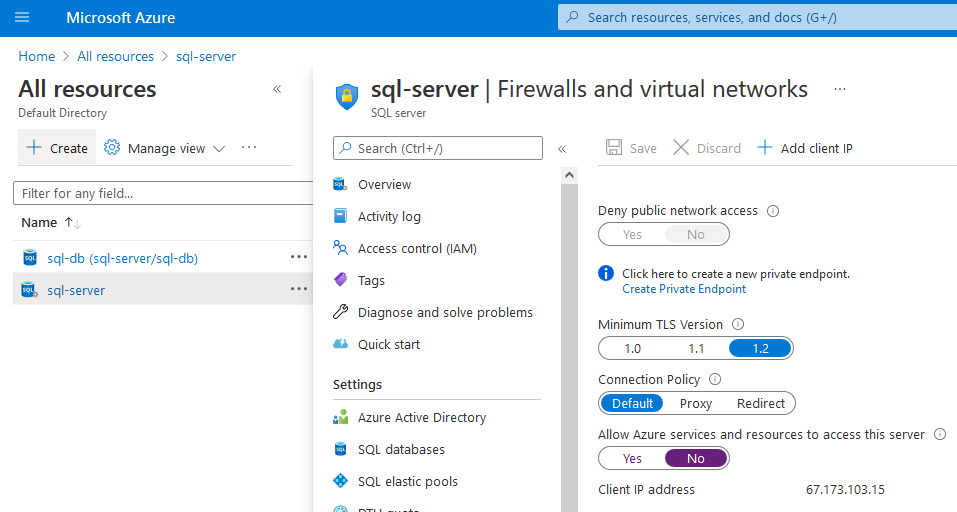 Microsoft Azure
Search resources, services, and docs (G+/)
Home > All resources > sql-server
All resources
Default Directory
+ Create
Manage view
Filter for any field...
Name
sql-db (sql-server/sql-db)
sql-server
sql-server | Firewalls and virtual networks
SQL server
Search (Ctrl+/)
Overview
Activity log
Access control (IAM)
Tags
Diagnose and solve problems
Quick start
Settings
Azure Active Directory
SQL databases
SQL elastic pools
DTU quota
Save
Discard
+ Add client IP
Deny public network access
Yes No
Click here to create a new private endpoint.
Create Private Endpoint
Minimum TLS Version
1.0 1.1 1.2
Connection Policy
Default Proxy Redirect
Allow Azure services and resources to access this server
Yes No
Client IP address 67.173.103.15